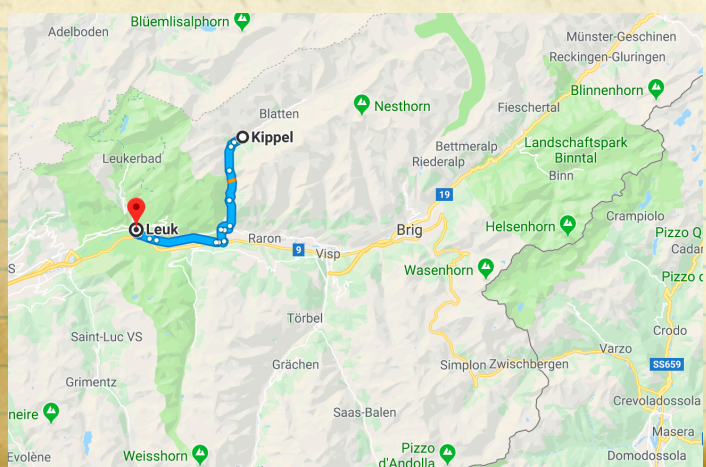 Blüemlisalphorn
Adelboden
Münster-Geschinen
Reckingen-Gluringen
Blinnenhorn
Nesthorn
Fieschertal
Blatten
Kippel
Bettmeralp
Riederalp
Landschaftspark
Binntal
Binn
Leukerbad
19
Crampiolo
Leuk
Raron
9
Visp
Brig
Helsenhorn
Pizzo Q
Cadar
S
Wasenhorn
Pizzo
Törbel
Saint-Luc VS
Crodo
Varzo
Grächen
Simplon
Zwischbergen
SS659
Grimentz
Crevoladossola
neire
Saas-Balen
Masera
Evolène
Weisshorn
Pizzo
d'Andolla
Domodossola